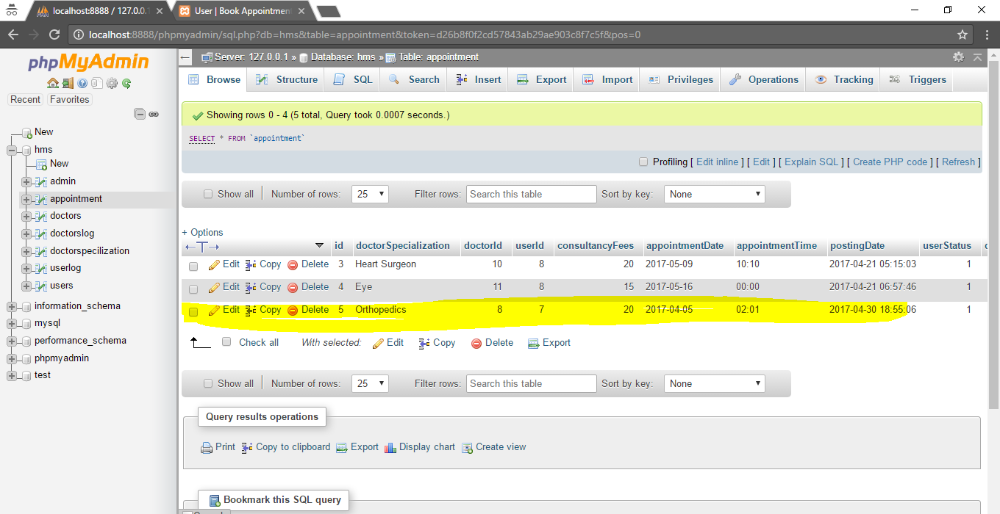 localhost:8888 / 127.0.0.1
User | Book Appointmen
localhost:8888/phpmyadmin/sql.php?db=hms&table=appointment&token=d26b8f0f2cd57843ab29ae903c8f7c5f&pos=0
phpMyAdmin
Recent Favorites
New
hms
New
admin
appointment
doctors
doctorslog
doctorspecilization
userlog
users
information_schema
mysql
performance_schema
phpmyadmin
test
Server: 127.0.0.1 » Database: hms » Table: appointment
Browse Structure SQL Search Insert Export Import Privileges Operations Tracking Triggers
Showing rows 0 - 4 (5 total, Query took 0.0007 seconds.)
SELECT * FROM `appointment`
Profiling [ Edit inline ] [ Edit ] [ Explain SQL ] [ Create PHP code ] [ Refresh ]
Show all Number of rows: 25 Filter rows: Search this table Sort by key: None
+ Options
←T→ id doctorSpecialization doctorId userId consultancyFees appointmentDate appointmentTime postingDate userStatus
Edit Copy Delete 3 Heart Surgeon 10 8 20 2017-05-09 10:10 2017-04-21 05:15:03 1
Edit Copy Delete 4 Eye 11 8 15 2017-05-16 00:00 2017-04-21 06:57:46 1
Edit Copy Delete 5 Orthopedics 8 7 20 2017-04-05 02:01 2017-04-30 18:55:06 1
Check all With selected: Edit Copy Delete Export
Show all Number of rows: 25 Filter rows: Search this table Sort by key: None
Query results operations
Print Copy to clipboard Export Display chart Create view
Bookmark this SQL query